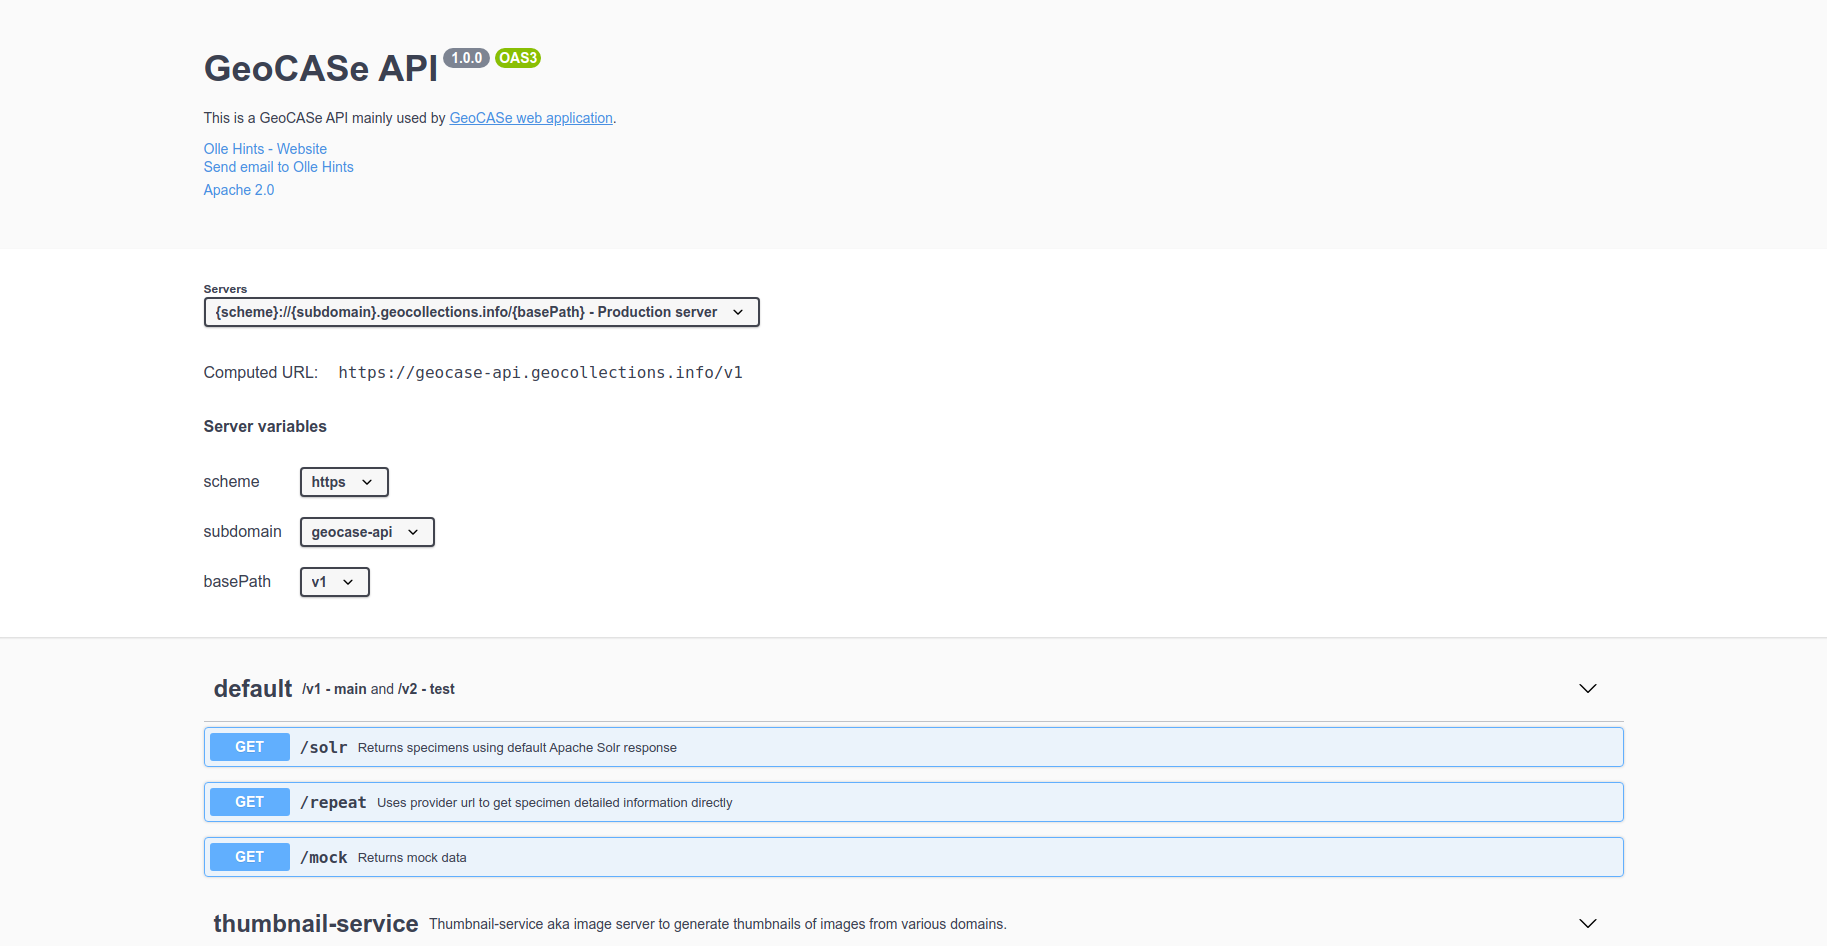 GeoCASe API 1.0.0 OAS3
This is a GeoCASe API mainly used by GeoCASe web application.
Olle Hints - Website
Send email to Olle Hints
Apache 2.0
Servers
{scheme}://{subdomain}.geocollections.info/{basePath} - Production server
Computed URL: https://geocase-api.geocollections.info/v1
Server variables
scheme https
subdomain geocase-api
basePath v1
default /v1 - main and /v2 - test
GET /solr Returns specimens using default Apache Solr response
GET /repeat Uses provider url to get specimen detailed information directly
GET /mock Returns mock data
thumbnail-service Thumbnail-service aka image server to generate thumbnails of images from various domains.